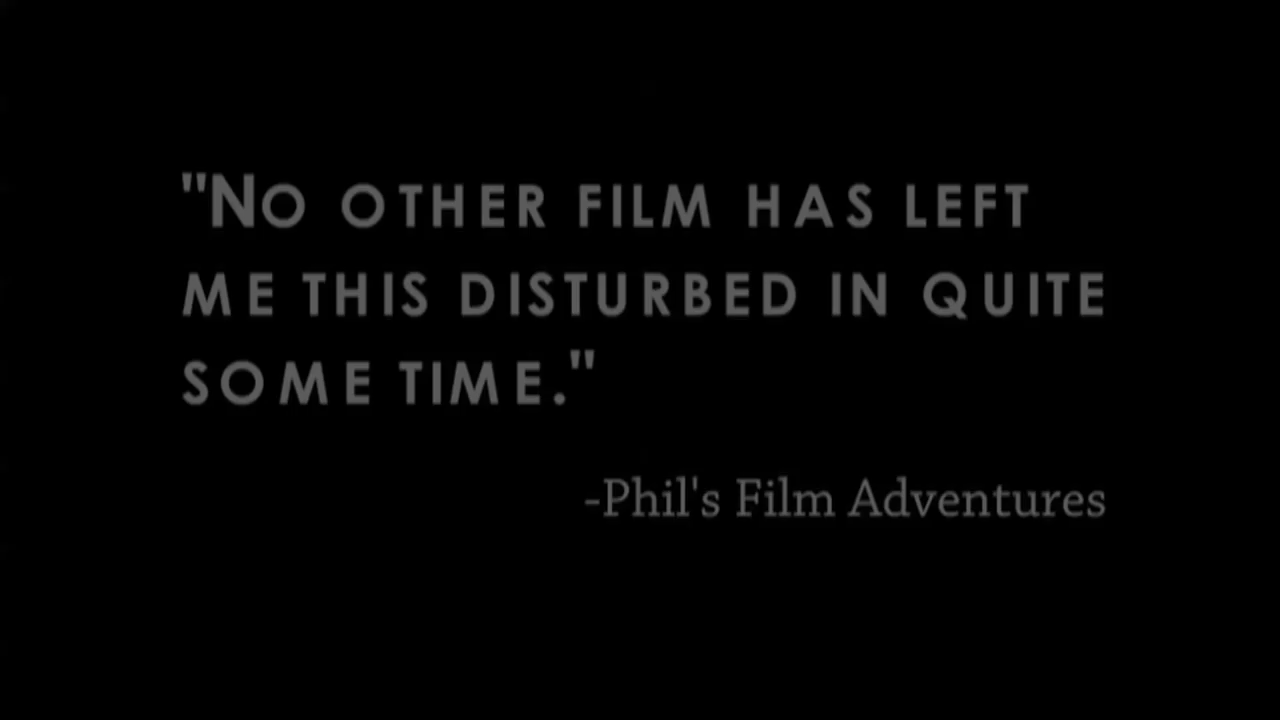 "No OTHER FILM HAS LEFT
ME THIS DISTURBED IN QUITE
SOME TIME."
-Phil's Film Adventures